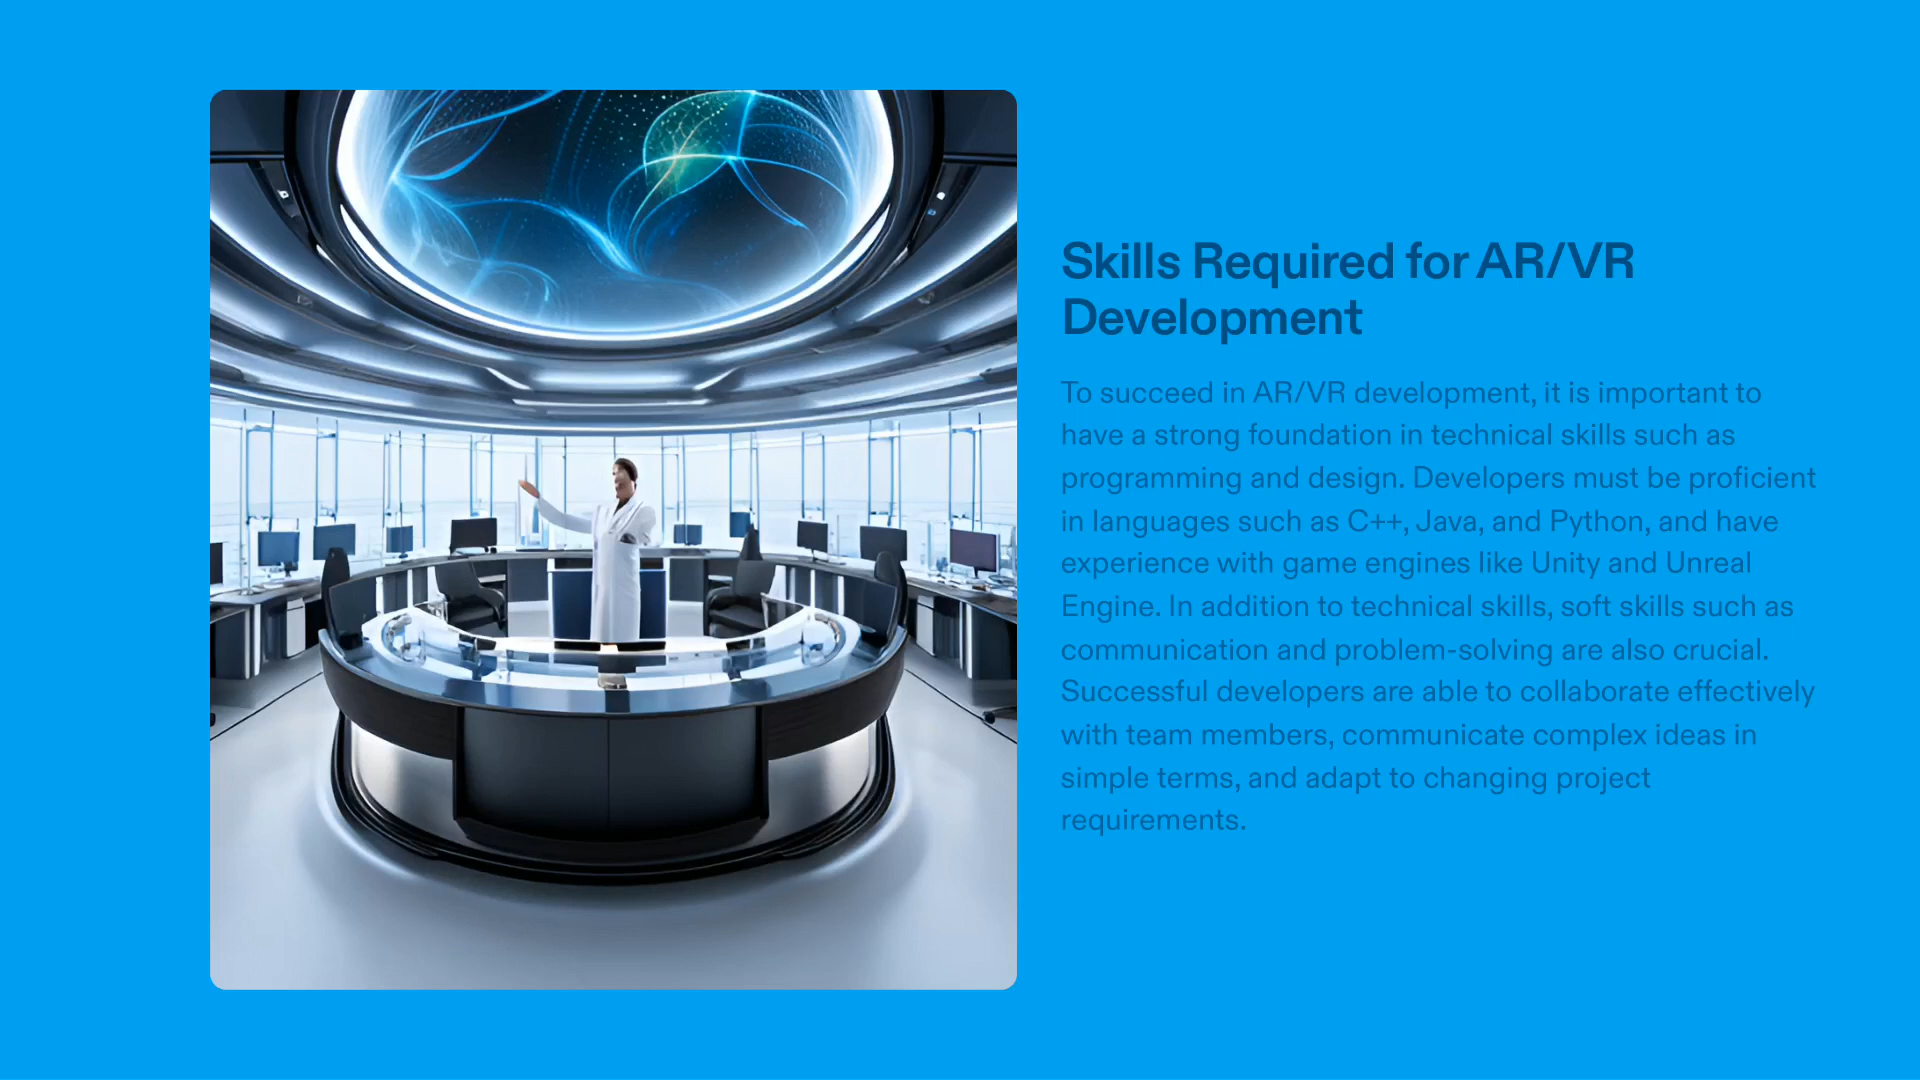 Skills Required for AR/VR
Development
To succeed in AR/VR development, it is important to
have a strong foundation in technical skills such as
programming and design. Developers must be proficient
in languages such as C++, Java, and Python, and have
experience with game engines like Unity and Unreal
Engine. In addition to technical skills, soft skills such as
communication and problem-solving are also crucial.
Successful developers are able to collaborate effectively
with team members, communicate complex ideas in
simple terms, and adapt to changing project
requirements.